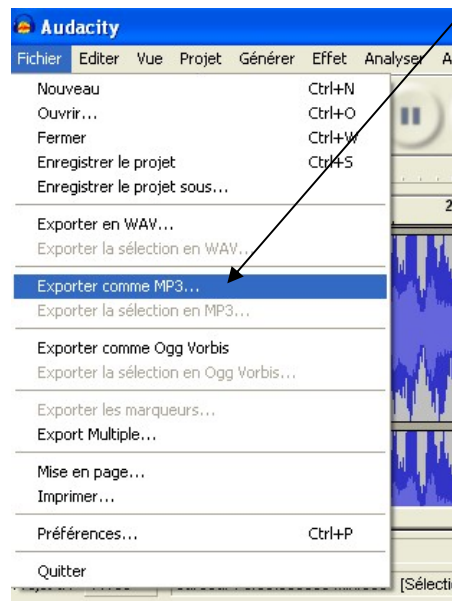 Audacity
Fichier Editer Vue Projet Générer Effet Analyser A
Nouveau Ctrl+N
Ouvrir... Ctrl+O
Fermer Ctrl+W
Enregistrer le projet Ctrl+S
Enregistrer le projet sous...
2
Exporter en WAV...
Exporter la sélection en WAV...
Exporter comme MP3...
Exporter la sélection en MP3...
Exporter comme Ogg Vorbis
Exporter la sélection en Ogg Vorbis...
Exporter les marqueurs...
Export Multiple...
Mise en page...
Imprimer...
Préférences... Ctrl+P
Quitter
[Sélecti